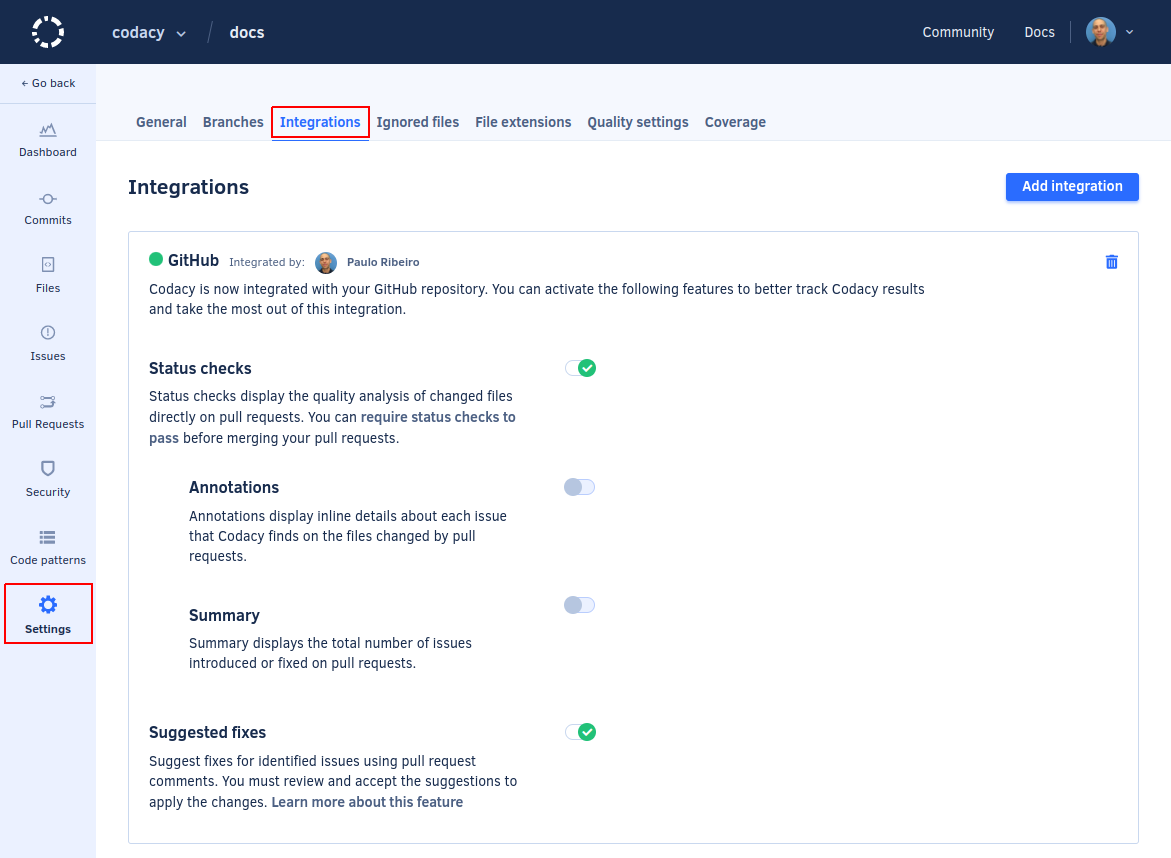 codacy / docs
Community Docs
← Go back
Dashboard
Commits
Files
Issues
Pull Requests
Security
Code patterns
Settings
General Branches Integrations Ignored files File extensions Quality settings Coverage
Integrations
Add integration
GitHub Integrated by: Paulo Ribeiro
Codacy is now integrated with your GitHub repository. You can activate the following features to better track Codacy results
and take the most out of this integration.
Status checks
Status checks display the quality analysis of changed files
directly on pull requests. You can require status checks to
pass before merging your pull requests.
Annotations
Annotations display inline details about each issue
that Codacy finds on the files changed by pull
requests.
Summary
Summary displays the total number of issues
introduced or fixed on pull requests.
Suggested fixes
Suggest fixes for identified issues using pull request
comments. You must review and accept the suggestions to
apply the changes. Learn more about this feature